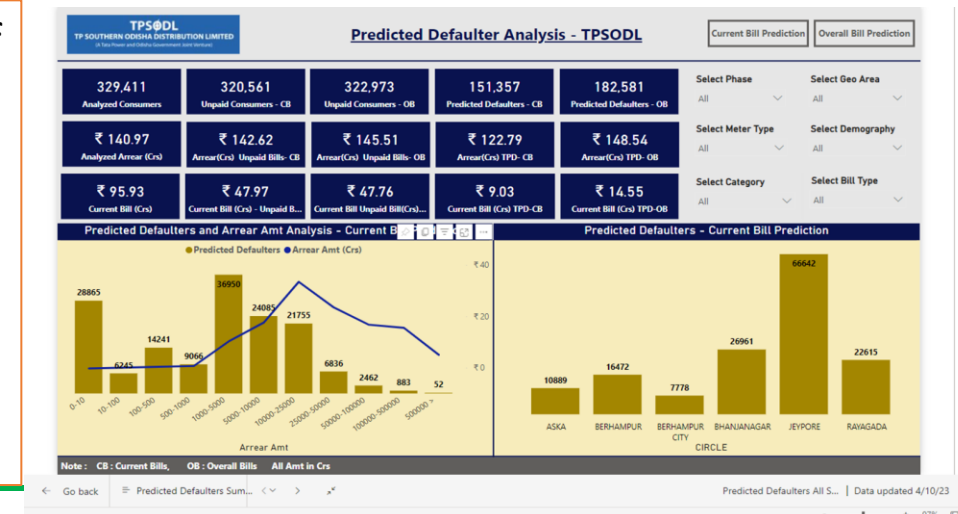 TPSODL
TP SOUTHERN ODISHA DISTRIBUTION LIMITED
(A Tata Power and Odisha Government Joint Venture)
Predicted Defaulter Analysis - TPSODL
Current Bill Prediction
Overall Bill Prediction
329,411
Analyzed Consumers
320,561
Unpaid Consumers - CB
322,973
Unpaid Consumers - OB
151,357
Predicted Defaulters - CB
182,581
Predicted Defaulters - OB
₹ 140.97
Analyzed Arrear (Crs)
₹ 142.62
Arrear(Crs) Unpaid Bills- CB
₹ 145.51
Arrear(Crs) Unpaid Bills- OB
₹ 122.79
Arrear(Crs) TPD- CB
₹ 148.54
Arrear(Crs) TPD- OB
₹ 95.93
Current Bill (Crs)
₹ 47.97
Current Bill (Crs) - Unpaid B...
₹ 47.76
Current Bill Unpaid Bill(Crs)...
₹ 9.03
Current Bill (Crs) TPD-CB
₹ 14.55
Current Bill (Crs) TPD-OB
Select Phase
All
Select Geo Area
All
Select Meter Type
All
Select Demography
All
Select Category
All
Select Bill Type
All
Predicted Defaulters and Arrear Amt Analysis - Current B
Predicted Defaulters Arrear Amt (Crs)
₹ 40
₹ 20
₹ 0
28865
6245
14241
9066
36950
24085
21755
6836
2462
883
52
0-10
10-100
100-500
500-1000
1000-5000
5000-10000
10000-25000
25000-50000
50000-100000
100000-500000
500000 >
Arrear Amt
Predicted Defaulters - Current Bill Prediction
10889
16472
7778
26961
66642
22615
ASKA
BERHAMPUR
BERHAMPUR
CITY
BHANJANAGAR
JEYPORE
RAYAGADA
CIRCLE
Note : CB : Current Bills, OB : Overall Bills All Amt in Crs
Go back
Predicted Defaulters Sum...
Predicted Defaulters All S... | Data updated 4/10/23